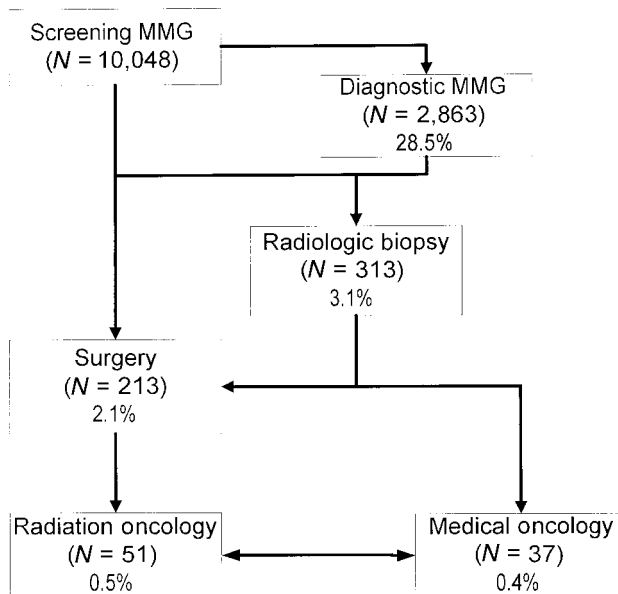 Screening MMG
(N = 10,048)
Diagnostic MMG
(N = 2,863)
28.5%
Radiologic biopsy
(N = 313)
3.1%
Surgery
(N = 213)
2.1%
Radiation oncology
(N = 51)
0.5%
Medical oncology
(N = 37)
0.4%